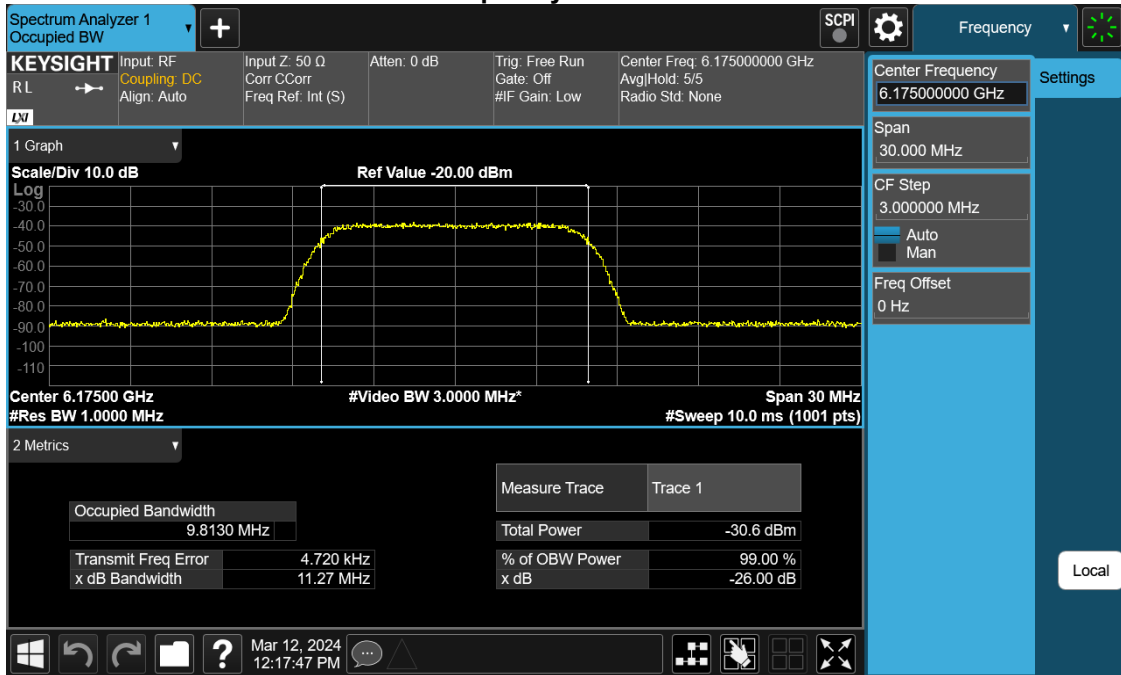 Spectrum Analyzer 1
Occupied BW
+
SCPI
Frequency
KEYSIGHT
R L
LXI
Input: RF
Coupling: DC
Align: Auto
Input Z: 50 Ω
Corr CCorr
Freq Ref: Int (S)
Atten: 0 dB
Trig: Free Run
Gate: Off
#IF Gain: Low
Center Freq: 6.175000000 GHz
Avg|Hold: 5/5
Radio Std: None
Center Frequency
6.175000000 GHz
Settings
Span
30.000 MHz
CF Step
3.000000 MHz
Auto
Man
Freq Offset
0 Hz
1 Graph
Scale/Div 10.0 dB
Ref Value -20.00 dBm
Log
-30.0
-40.0
-50.0
-60.0
-70.0
-80.0
-90.0
-100
-110
Center 6.17500 GHz
#Video BW 3.0000 MHz*
Span 30 MHz
#Res BW 1.0000 MHz
#Sweep 10.0 ms (1001 pts)
2 Metrics
Measure Trace Trace 1
Occupied Bandwidth
9.8130 MHz
Total Power -30.6 dBm
Transmit Freq Error 4.720 kHz
% of OBW Power 99.00 %
x dB Bandwidth 11.27 MHz
x dB -26.00 dB
Local
?
Mar 12, 2024
12:17:47 PM